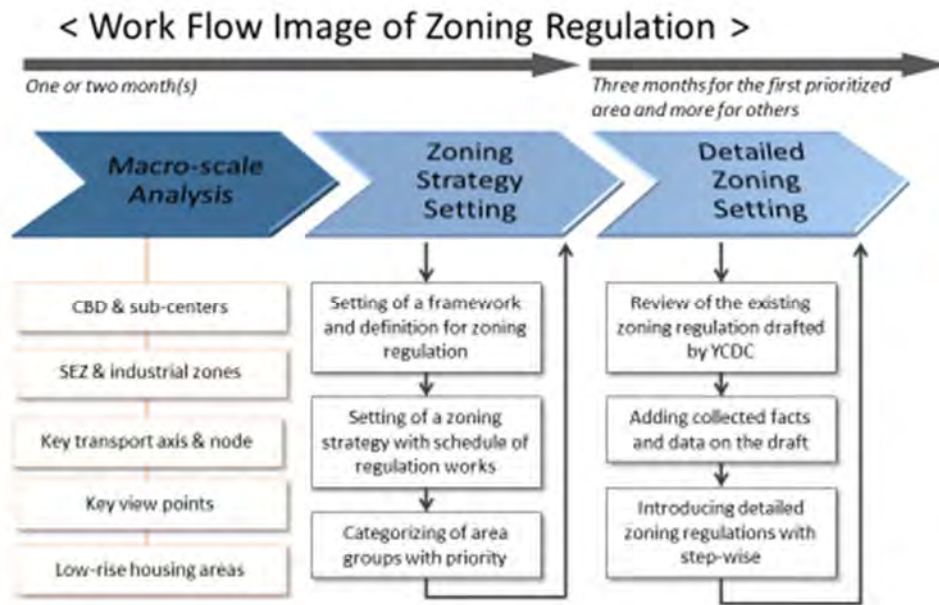 < Work Flow Image of Zoning Regulation >
One or two month(s)
Three months for the first prioritized
area and more for others
Macro-scale
Analysis
Zoning
Strategy
Setting
Detailed
Zoning
Setting
CBD & sub-centers
SEZ & industrial zones
Key transport axis & node
Key view points
Low-rise housing areas
Setting of a framework
and definition for zoning
regulation
Setting of a zoning
strategy with schedule of
regulation works
Categorizing of area
groups with priority
Review of the existing
zoning regulation drafted
by YCDC
Adding collected facts
and data on the draft
Introducing detailed
zoning regulations with
step-wise